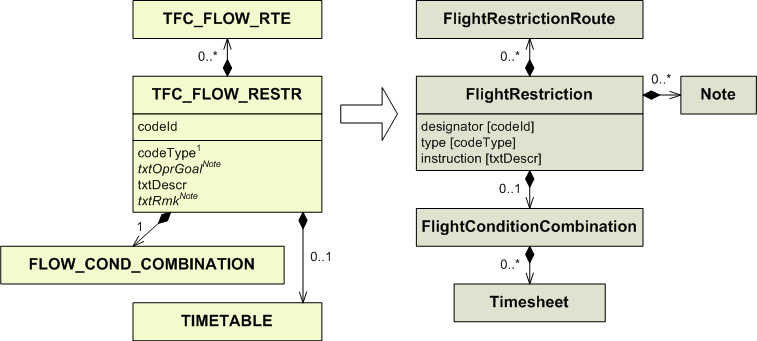 TFC_FLOW_RTE
0..*
TFC_FLOW_RESTR
codeId
codeType1
txtOprGoalNote
txtDescr
txtRmkNote
1
FLOW_COND_COMBINATION
0..1
TIMETABLE
FlightRestrictionRoute
0..*
FlightRestriction
designator [codeId]
type [codeType]
instruction [txtDescr]
0..*
Note
0..1
FlightConditionCombination
0..*
Timesheet